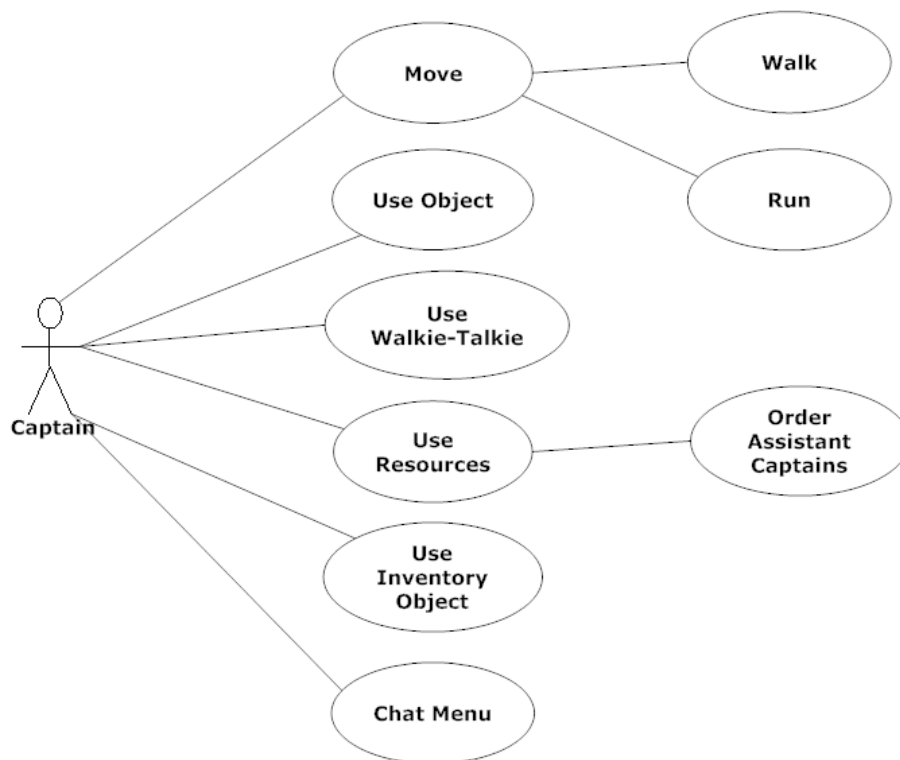 Move
Walk
Use Object
Run
Use
Walkie-Talkie
Captain
Use
Resources
Order
Assistant
Captains
Use
Inventory
Object
Chat Menu